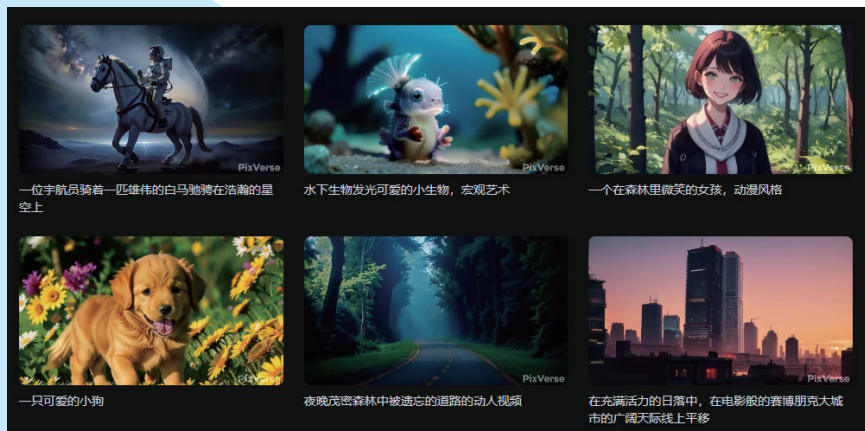 PixVerse
PixVerse
PixVerse
一位宇航员骑着一匹雄伟的白马驰骋在浩瀚的星
空上
水下生物发光可爱的小生物，宏观艺术
一个在森林里微笑的女孩，动漫风格
PixVerse
PixVerse
PixVerse
一只可爱的小狗
夜晚茂密森林中被遗忘的道路的动人视频
在充满活力的日落中，在电影般的赛博朋克大城
市的广阔天际线上平移